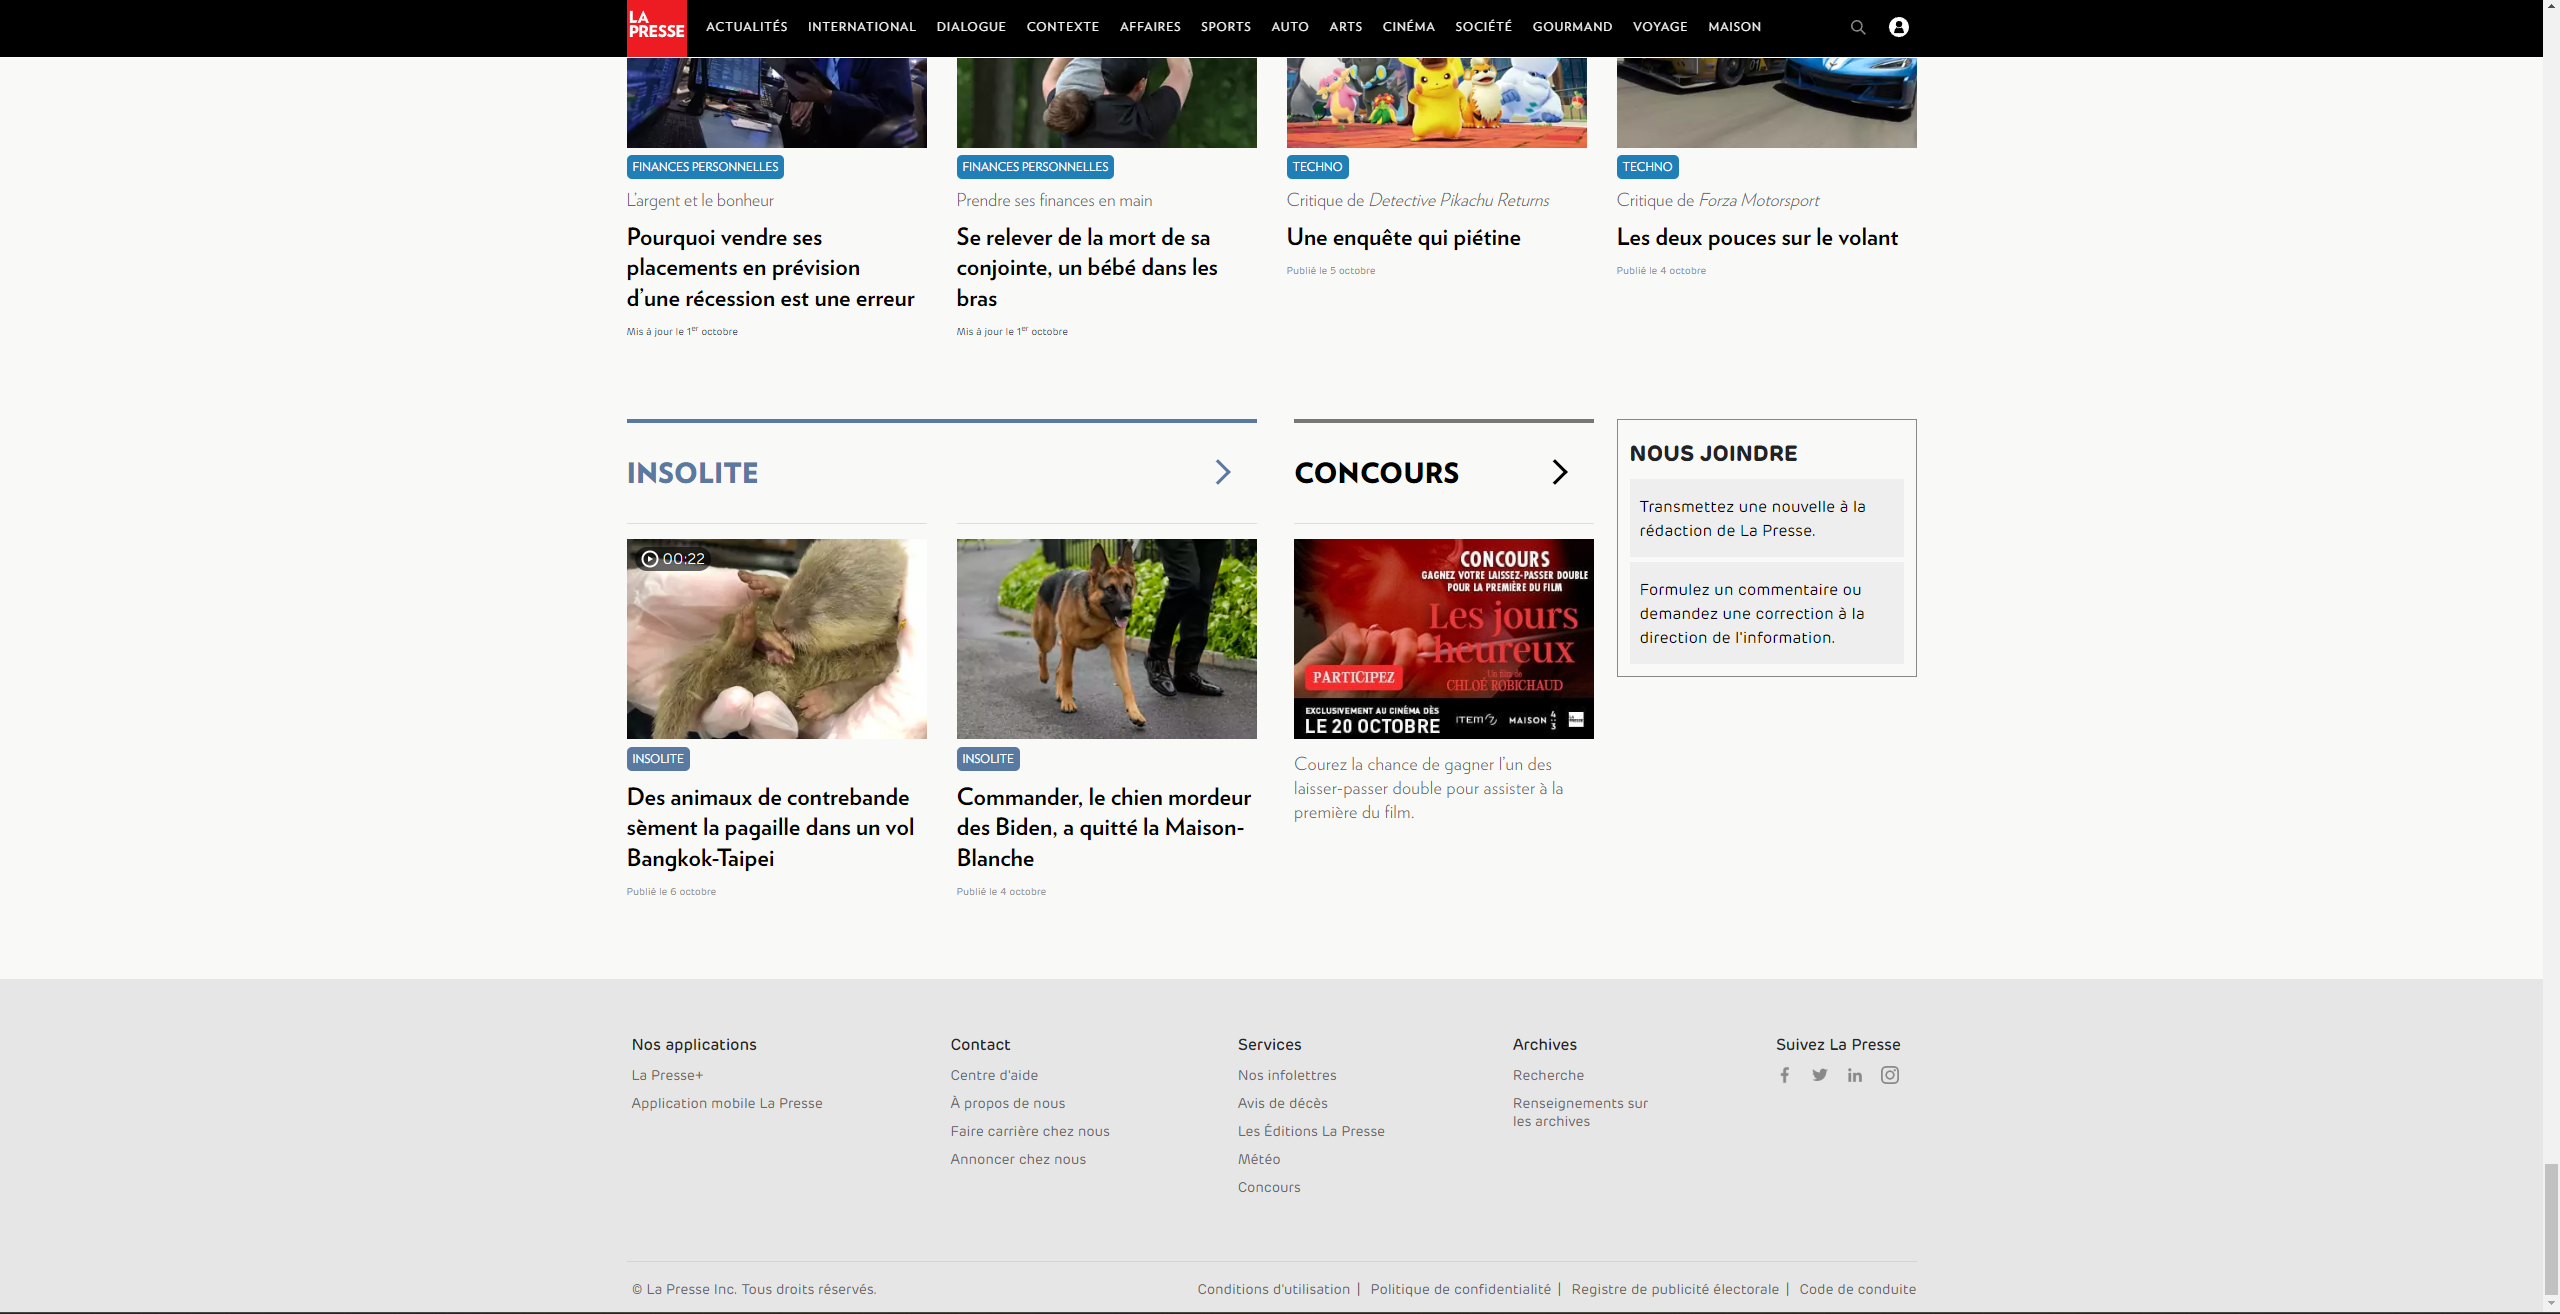 LA
PRESSE
ACTUALITÉS INTERNATIONAL DIALOGUE CONTEXTE AFFAIRES SPORTS AUTO ARTS CINÉMA SOCIÉTÉ GOURMAND VOYAGE MAISON
FINANCES PERSONNELLES
L’argent et le bonheur
Pourquoi vendre ses
placements en prévision
d’une récession est une erreur
Mis à jour le 1er octobre
FINANCES PERSONNELLES
Prendre ses finances en main
Se relever de la mort de sa
conjointe, un bébé dans les
bras
Mis à jour le 1er octobre
TECHNO
Critique de Detective Pikachu Returns
Une enquête qui piétine
Publié le 5 octobre
TECHNO
Critique de Forza Motorsport
Les deux pouces sur le volant
Publié le 4 octobre
INSOLITE
00:22
INSOLITE
Des animaux de contrebande
sèment la pagaille dans un vol
Bangkok-Taipei
Publié le 6 octobre
INSOLITE
Commander, le chien mordeur
des Biden, a quitté la Maison-
Blanche
Publié le 4 octobre
CONCOURS
CONCOURS
GAGNEZ VOTRE LAISSEZ-PASSER DOUBLE
POUR LA PREMIÈRE DU FILM
Les jours
heureux
Un film de
CHLOÉ ROBICHAUD
PARTICIPEZ
EXCLUSIVEMENT AU CINÉMA DÈS
LE 20 OCTOBRE
ITEM 7 MAISON 4:3
Courez la chance de gagner l’un des
laisser-passer double pour assister à la
première du film.
NOUS JOINDRE
Transmettez une nouvelle à la
rédaction de La Presse.
Formulez un commentaire ou
demandez une correction à la
direction de l'information.
Nos applications
La Presse+
Application mobile La Presse
Contact
Centre d'aide
À propos de nous
Faire carrière chez nous
Annoncer chez nous
Services
Nos infolettres
Avis de décès
Les Éditions La Presse
Météo
Concours
Archives
Recherche
Renseignements sur
les archives
Suivez La Presse
© La Presse Inc. Tous droits réservés.
Conditions d'utilisation | Politique de confidentialité | Registre de publicité électorale | Code de conduite